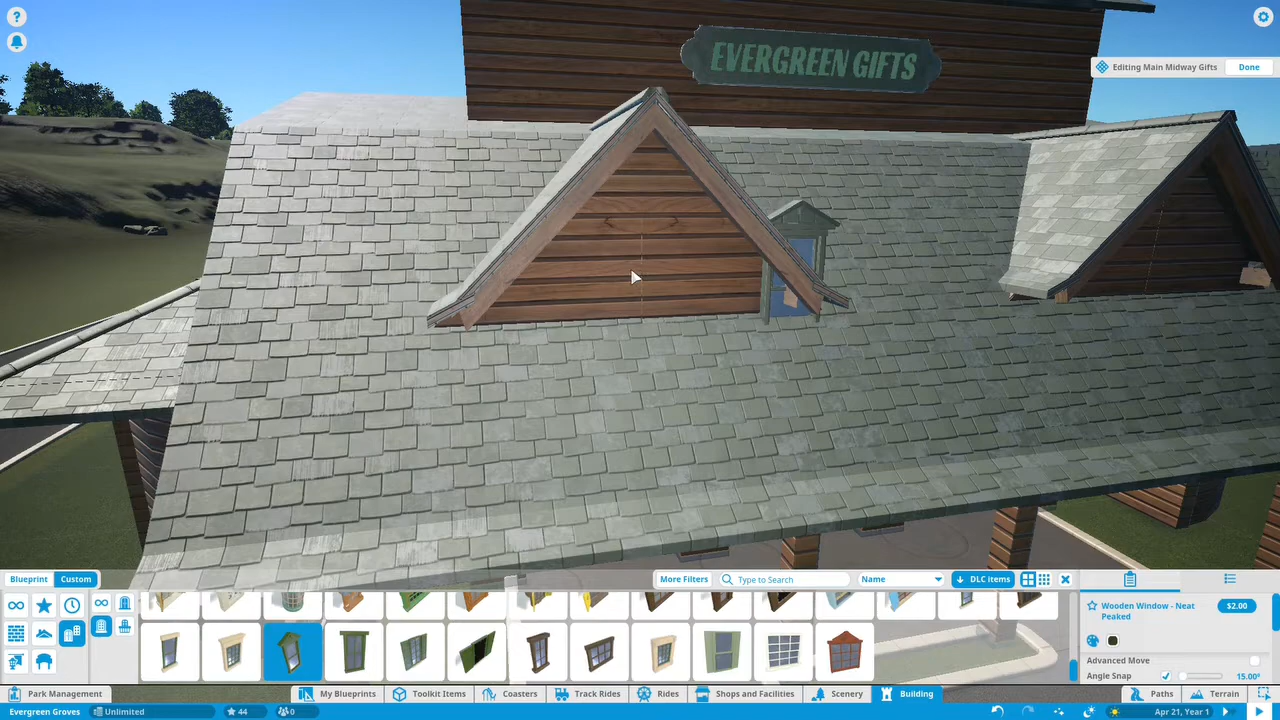 EVERGREEN GIFTS
Editing Main Midway Gifts
Done
Blueprint
Custom
More Filters
Type to Search
Name
DLC items
Wooden Window - Neat
Peaked
$2.00
Advanced Move
Angle Snap
15.00°
Park Management
My Blueprints
Toolkit Items
Coasters
Track Rides
Rides
Shops and Facilities
Scenery
Building
Paths
Terrain
Evergreen Groves
Unlimited
44
0
Apr 21, Year 1